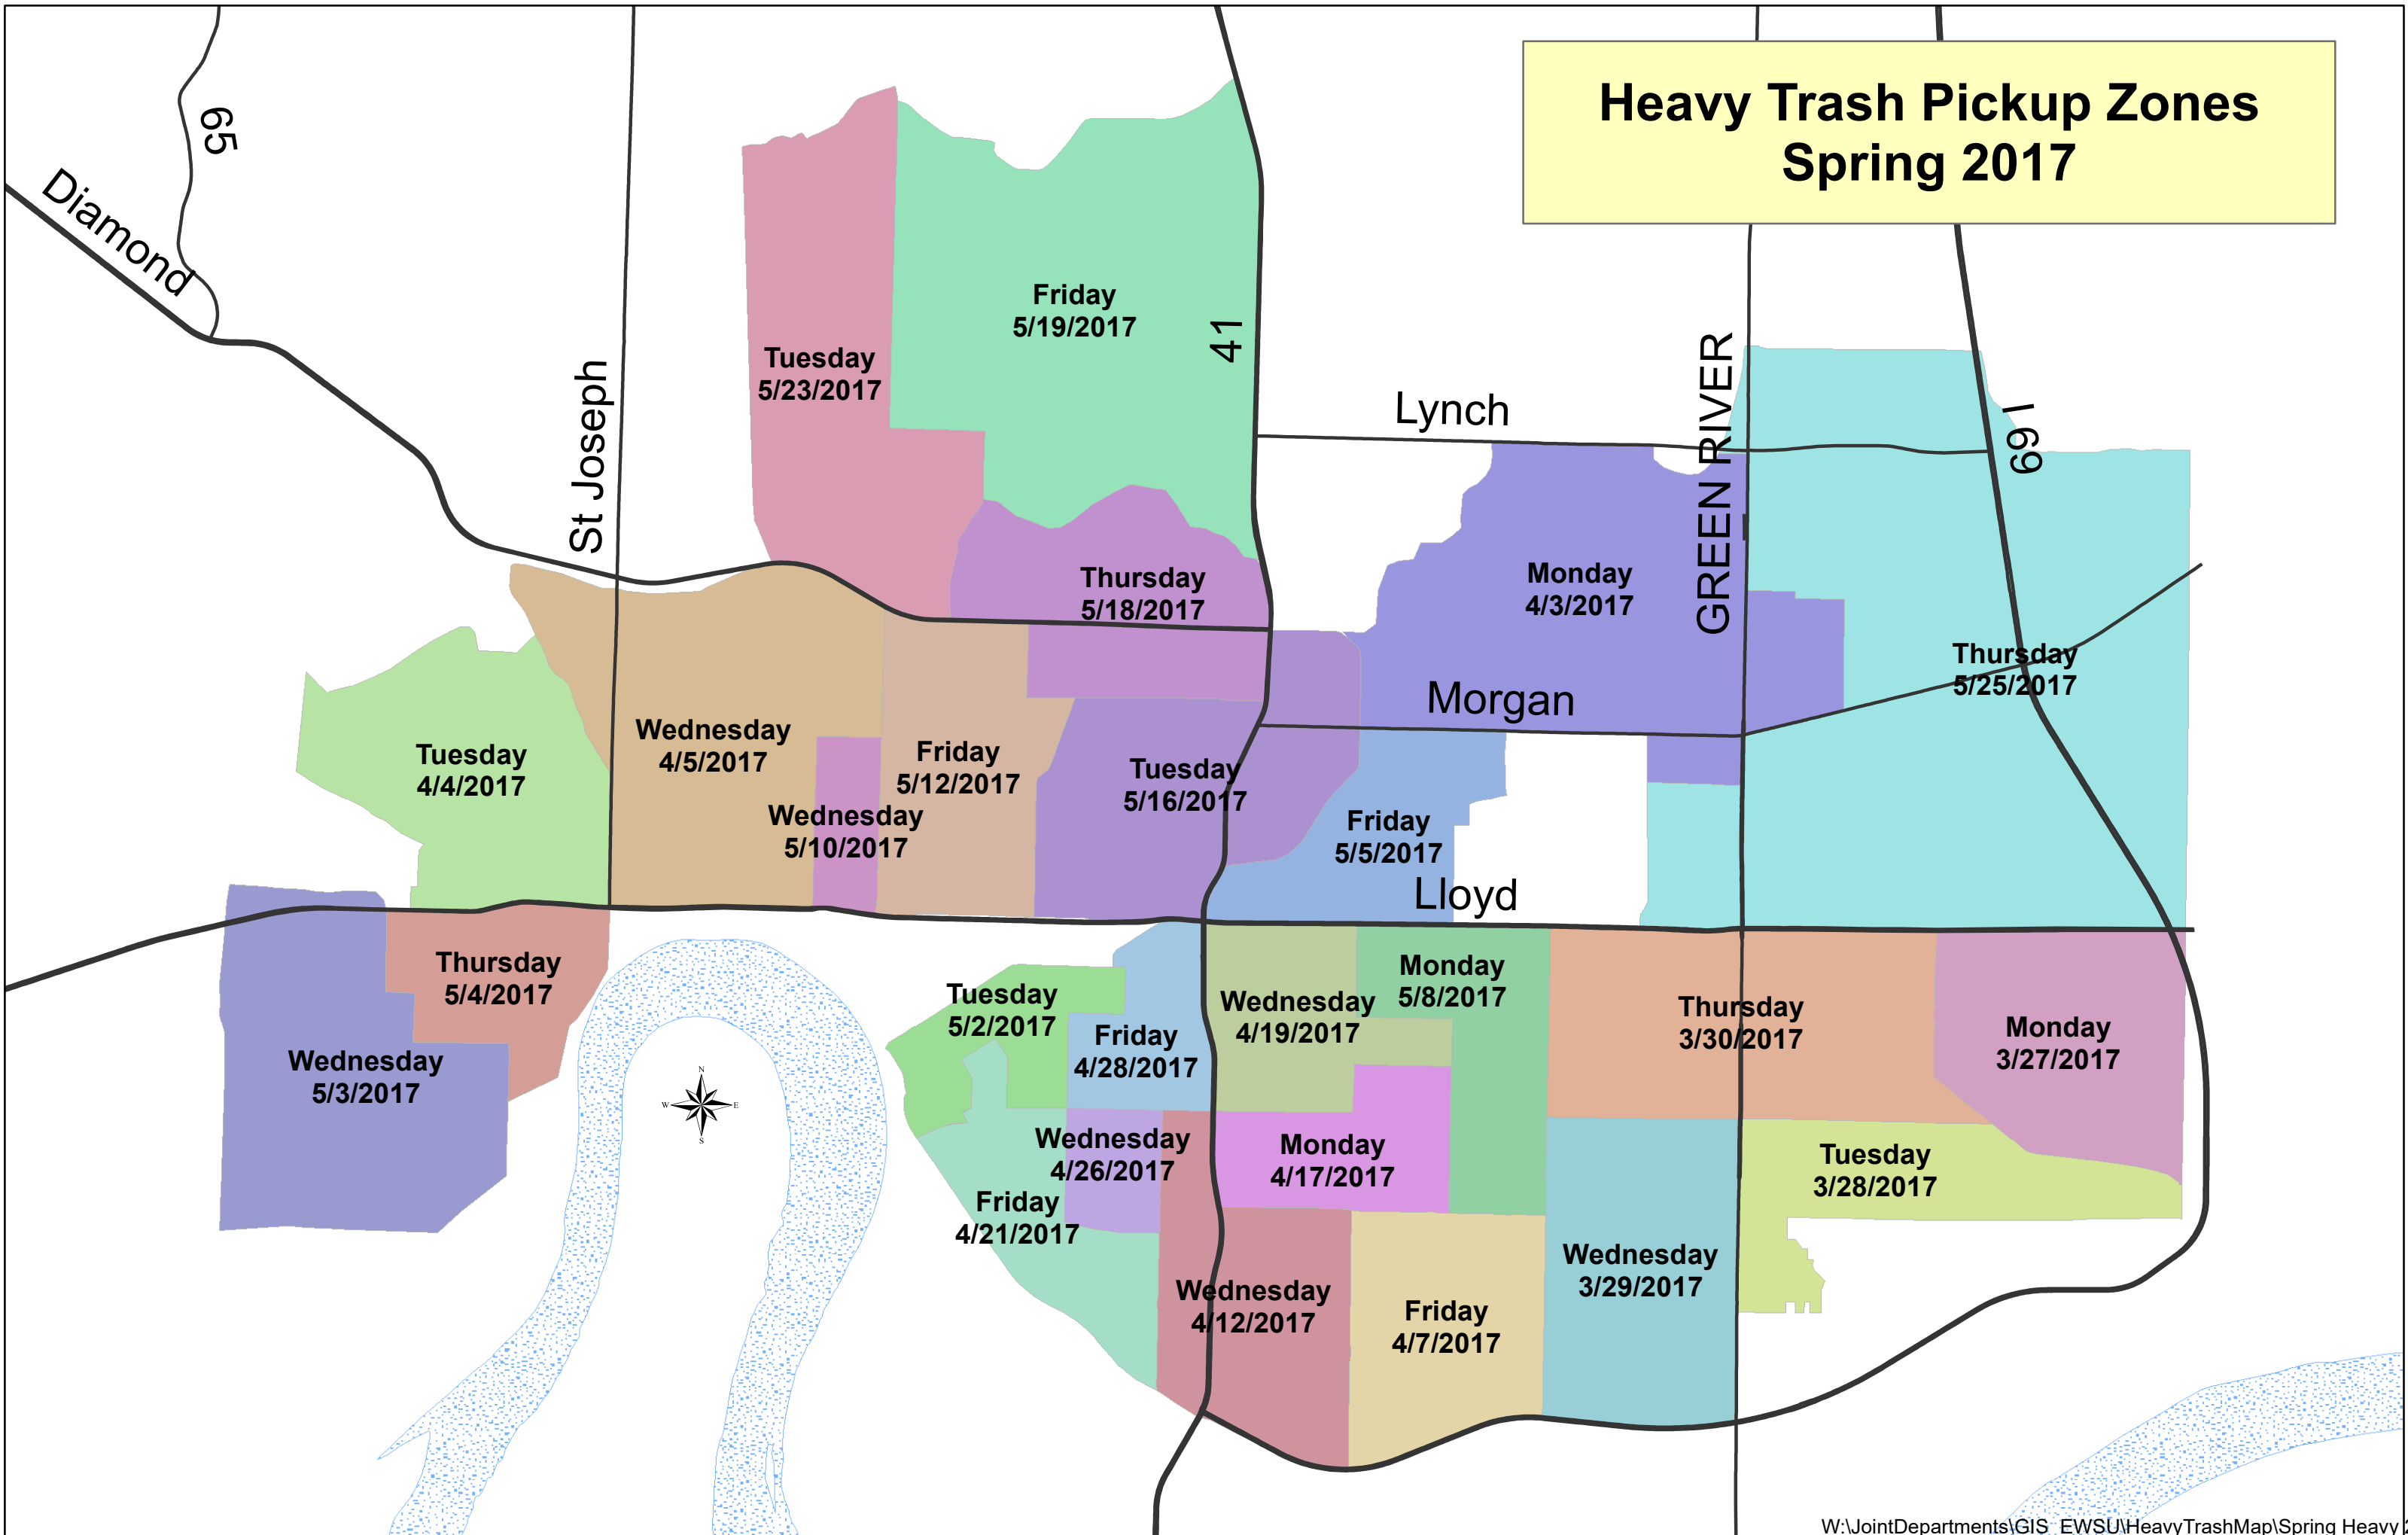 Heavy Trash Pickup Zones
Spring 2017
65
Diamond
St Joseph
41
Lynch
GREEN RIVER
I 69
Morgan
Lloyd
Friday
5/19/2017
Tuesday
5/23/2017
Thursday
5/18/2017
Monday
4/3/2017
Thursday
5/25/2017
Tuesday
4/4/2017
Wednesday
4/5/2017
Wednesday
5/10/2017
Friday
5/12/2017
Tuesday
5/16/2017
Friday
5/5/2017
Thursday
5/4/2017
Wednesday
5/3/2017
Tuesday
5/2/2017
Friday
4/28/2017
Wednesday
4/19/2017
Monday
5/8/2017
Thursday
3/30/2017
Monday
3/27/2017
Wednesday
4/26/2017
Monday
4/17/2017
Tuesday
3/28/2017
Friday
4/21/2017
Wednesday
4/12/2017
Friday
4/7/2017
Wednesday
3/29/2017
N
W
E
S
W:\JointDepartments\GIS_EWSU\HeavyTrashMap\Spring Heavy